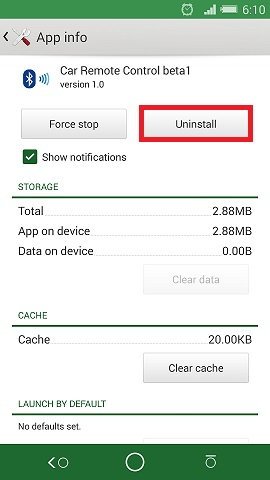 6:10
App info
Car Remote Control beta1
version 1.0
Force stop
Uninstall
Show notifications
STORAGE
Total 2.88MB
App on device 2.88MB
Data on device 0.00B
Clear data
CACHE
Cache 20.00KB
Clear cache
LAUNCH BY DEFAULT
No defaults set.